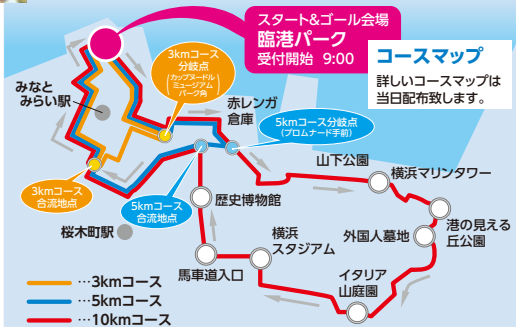 スタート&ゴール会場
臨港パーク
受付開始 9:00
コースマップ
詳しいコースマップは
当日配布致します。
3kmコース
分岐点
(カップヌードル
ミュージアム
パーク角)
みなと
みらい駅
赤レンガ
倉庫
5kmコース分岐点
(プロムナード手前)
山下公園
横浜マリンタワー
3kmコース
合流地点
5kmコース
合流地点
歴史博物館
港の見える
丘公園
外国人墓地
桜木町駅
横浜
スタジアム
馬車道入口
イタリア
山庭園
…3kmコース
…5kmコース
…10kmコース